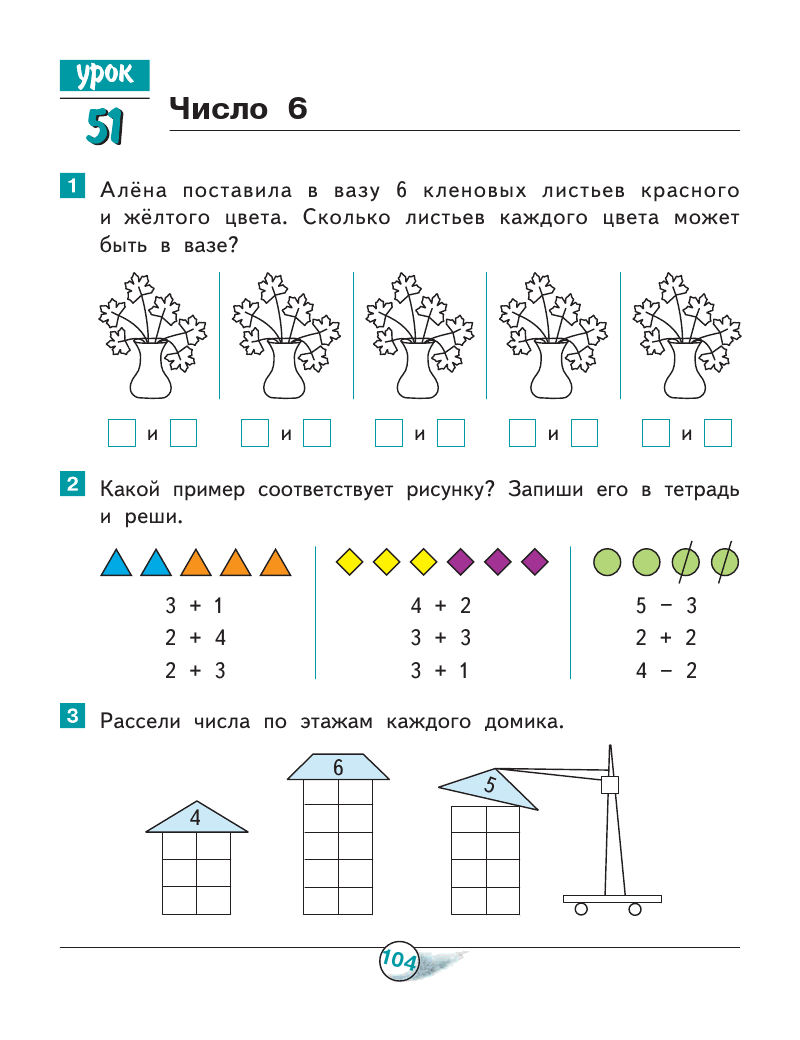 урок
51
Число 6
1 Алёна поставила в вазу 6 кленовых листьев красного
и жёлтого цвета. Сколько листьев каждого цвета может
быть в вазе?
и и и и и
2 Какой пример соответствует рисунку? Запиши его в тетрадь
и реши.
3 + 1 4 + 2 5 − 3
2 + 4 3 + 3 2 + 2
2 + 3 3 + 1 4 − 2
3 Рассели числа по этажам каждого домика.
4 6 5
104